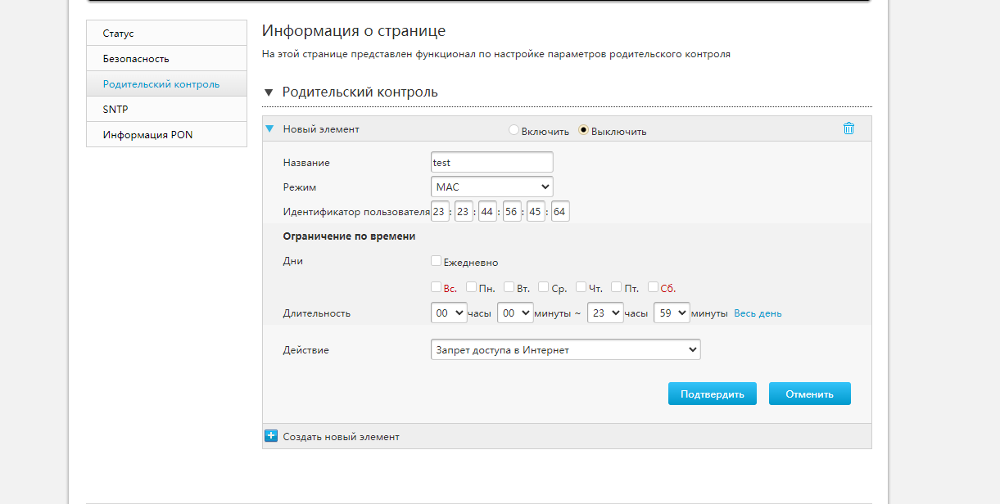 Статус
Безопасность
Родительский контроль
SNTP
Информация PON
Информация о странице
На этой странице представлен функционал по настройке параметров родительского контроля
Родительский контроль
Новый элемент Включить Выключить
Название test
Режим MAC
Идентификатор пользователя 23 : 23 : 44 : 56 : 45 : 64
Ограничение по времени
Дни Ежедневно
Вс. Пн. Вт. Ср. Чт. Пт. Сб.
Длительность 00 часы 00 минуты ~ 23 часы 59 минуты Весь день
Действие Запрет доступа в Интернет
Подтвердить Отменить
Создать новый элемент